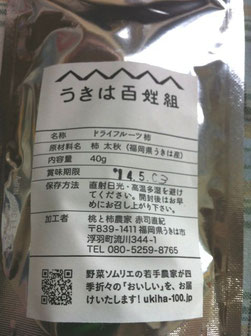 うきは百姓組
名称 ドライフルーツ柿
原材料名 柿 太秋(福岡県うきは産)
内容量 40g
賞味期限 14.5.
保存方法 直射日光・高温多湿を避け
てください。開封後はお早
めにお召し上がり下さい。
加工者 桃と柿農家 赤司直紀
〒839-1411 福岡県うきは市
浮羽町流川344-1
TEL 080-5259-8765
野菜ソムリエの若手農家が四
季折々の「おいしい」を、お届
けいたします! ukiha-100.jp